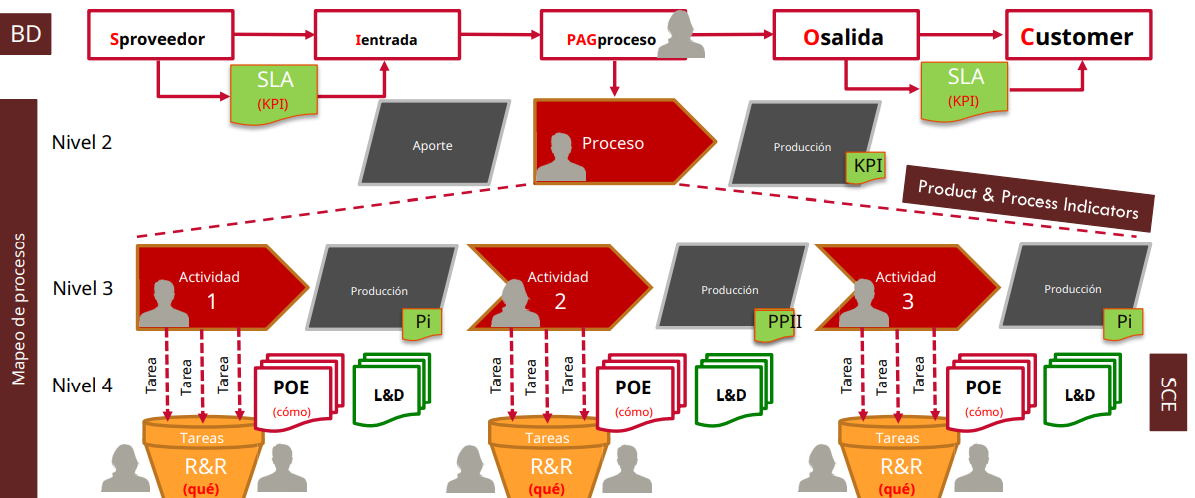 BD
Sproveedor
Ientrada
PAGproceso
Osalida
Customer
SLA
(KPI)
SLA
(KPI)
Nivel 2
Aporte
Proceso
Producción
KPI
Product & Process Indicators
Mapeo de procesos
Nivel 3
Actividad
1
Producción
Pi
Actividad
2
Producción
PPII
Actividad
3
Producción
Pi
Nivel 4
Tarea
Tarea
Tarea
POE
(cómo)
L&D
Tarea
Tarea
Tarea
POE
(cómo)
L&D
Tarea
Tarea
Tarea
POE
(cómo)
L&D
SCE
Tareas
R&R
(qué)
Tareas
R&R
(qué)
Tareas
R&R
(qué)